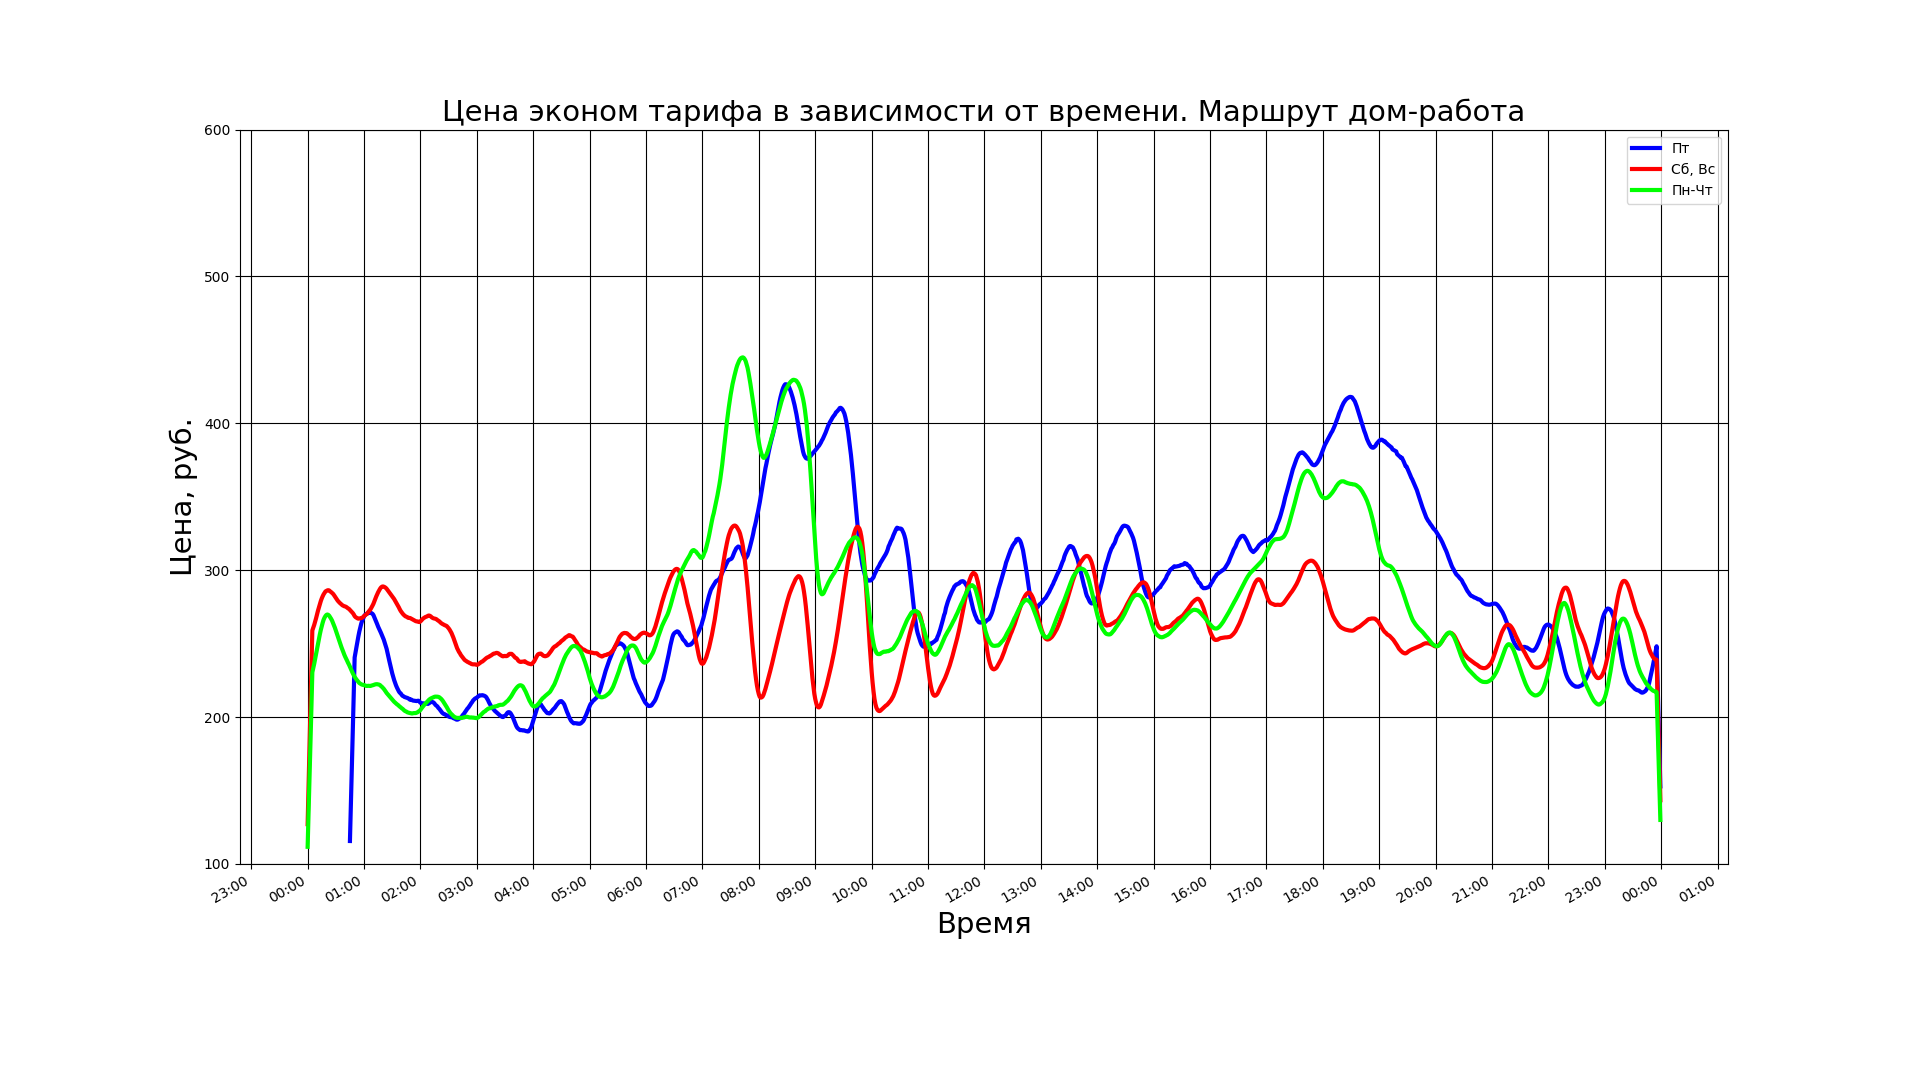 Цена эконом тарифа в зависимости от времени. Маршрут дом-работа
Пт
Сб, Вс
Пн-Чт
Цена, руб.
600
500
400
300
200
100
23:00 00:00 01:00 02:00 03:00 04:00 05:00 06:00 07:00 08:00 09:00 10:00 11:00 12:00 13:00 14:00 15:00 16:00 17:00 18:00 19:00 20:00 21:00 22:00 23:00 00:00 01:00
Время